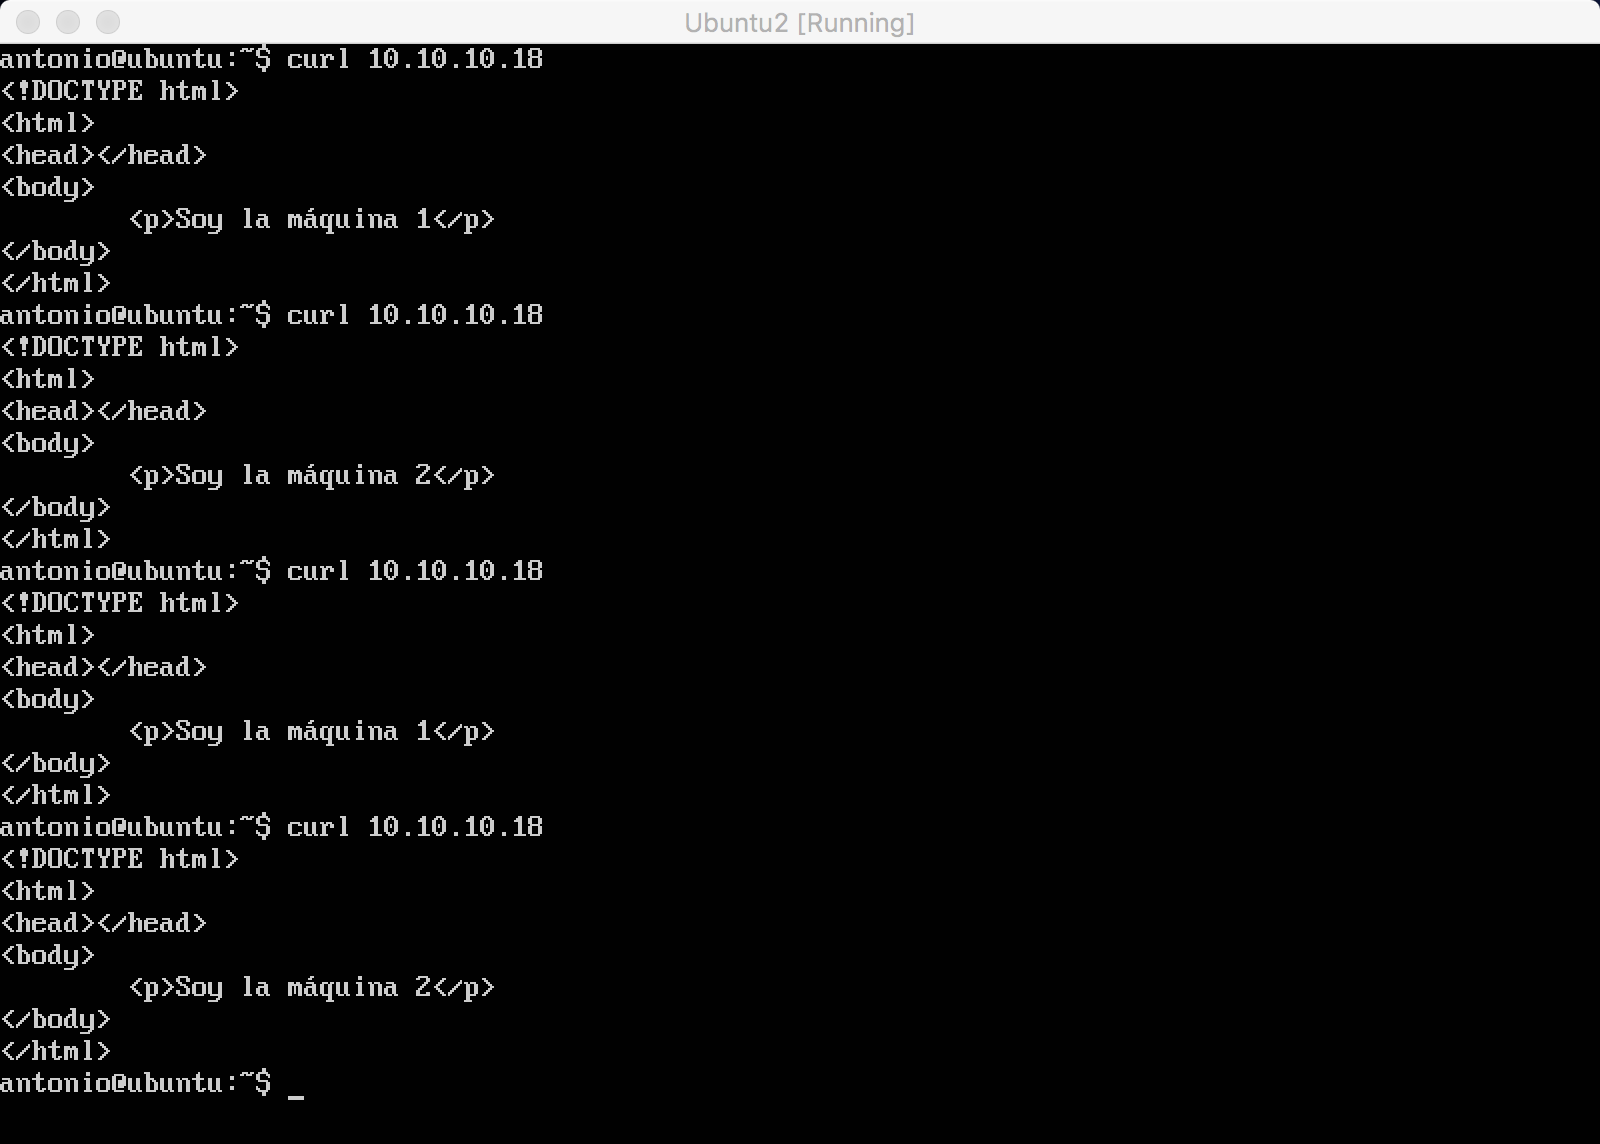 Ubuntu2 [Running]
antonio@ubuntu:~$ curl 10.10.10.18
<!DOCTYPE html>
<html>
<head></head>
<body>
        <p>Soy la máquina 1</p>
</body>
</html>
antonio@ubuntu:~$ curl 10.10.10.18
<!DOCTYPE html>
<html>
<head></head>
<body>
        <p>Soy la máquina 2</p>
</body>
</html>
antonio@ubuntu:~$ curl 10.10.10.18
<!DOCTYPE html>
<html>
<head></head>
<body>
        <p>Soy la máquina 1</p>
</body>
</html>
antonio@ubuntu:~$ curl 10.10.10.18
<!DOCTYPE html>
<html>
<head></head>
<body>
        <p>Soy la máquina 2</p>
</body>
</html>
antonio@ubuntu:~$ _